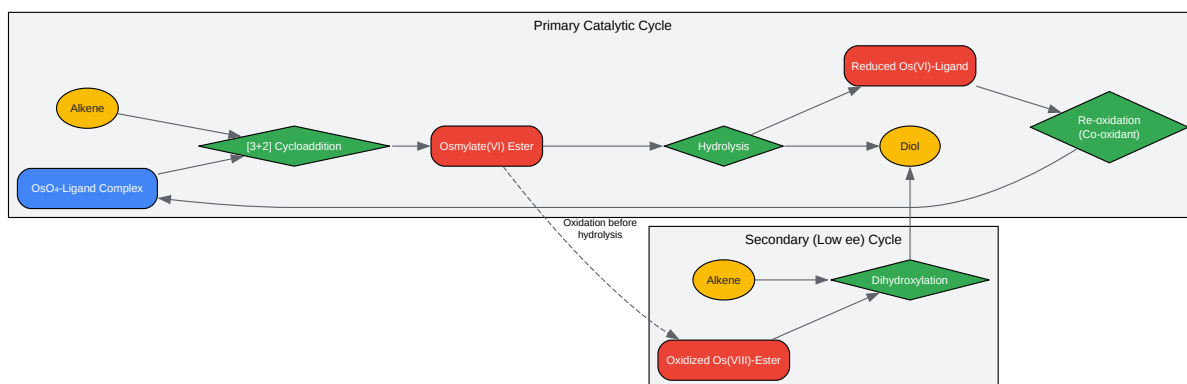 Primary Catalytic Cycle
Alkene
OsO₄-Ligand Complex
[3+2] Cycloaddition
Osmylate(VI) Ester
Hydrolysis
Reduced Os(VI)-Ligand
Diol
Re-oxidation
(Co-oxidant)
Oxidation before
hydrolysis
Secondary (Low ee) Cycle
Alkene
Dihydroxylation
Oxidized Os(VIII)-Ester